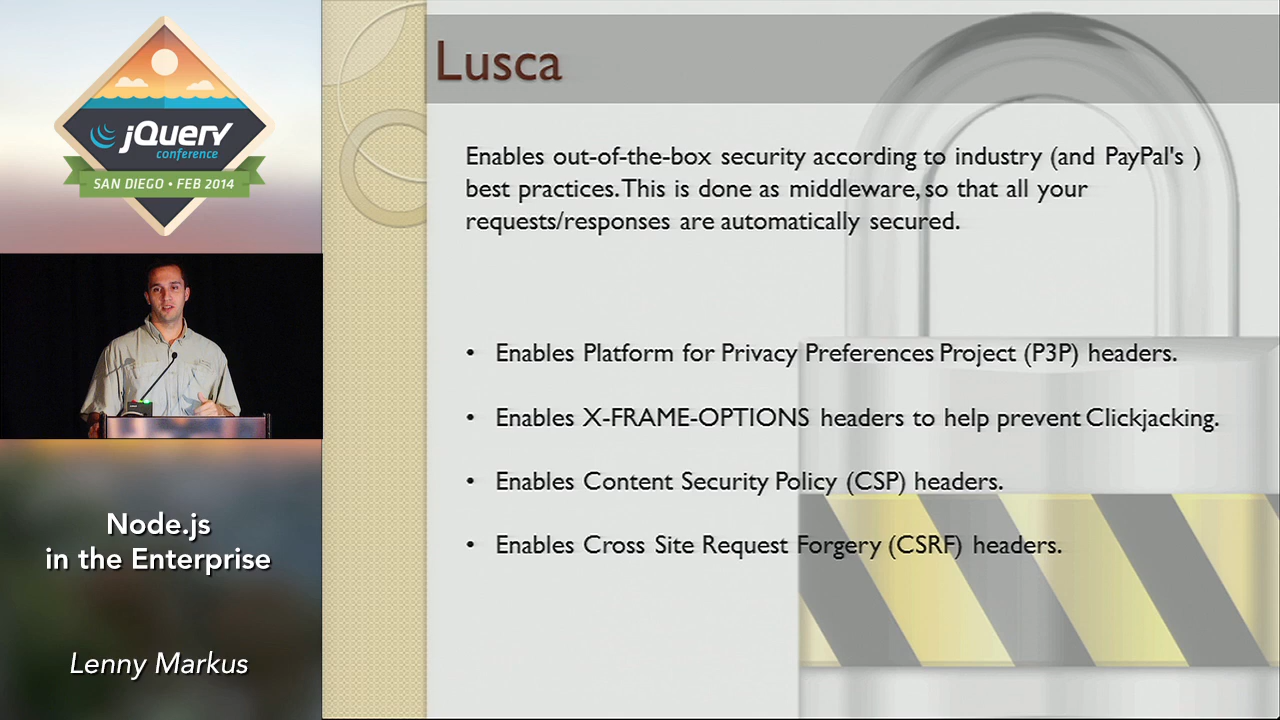 jQuery
conference
SAN DIEGO • FEB 2014
Node.js
in the Enterprise
Lenny Markus
Lusca
Enables out-of-the-box security according to industry (and PayPal's )
best practices. This is done as middleware, so that all your
requests/responses are automatically secured.
• Enables Platform for Privacy Preferences Project (P3P) headers.
• Enables X-FRAME-OPTIONS headers to help prevent Clickjacking.
• Enables Content Security Policy (CSP) headers.
• Enables Cross Site Request Forgery (CSRF) headers.